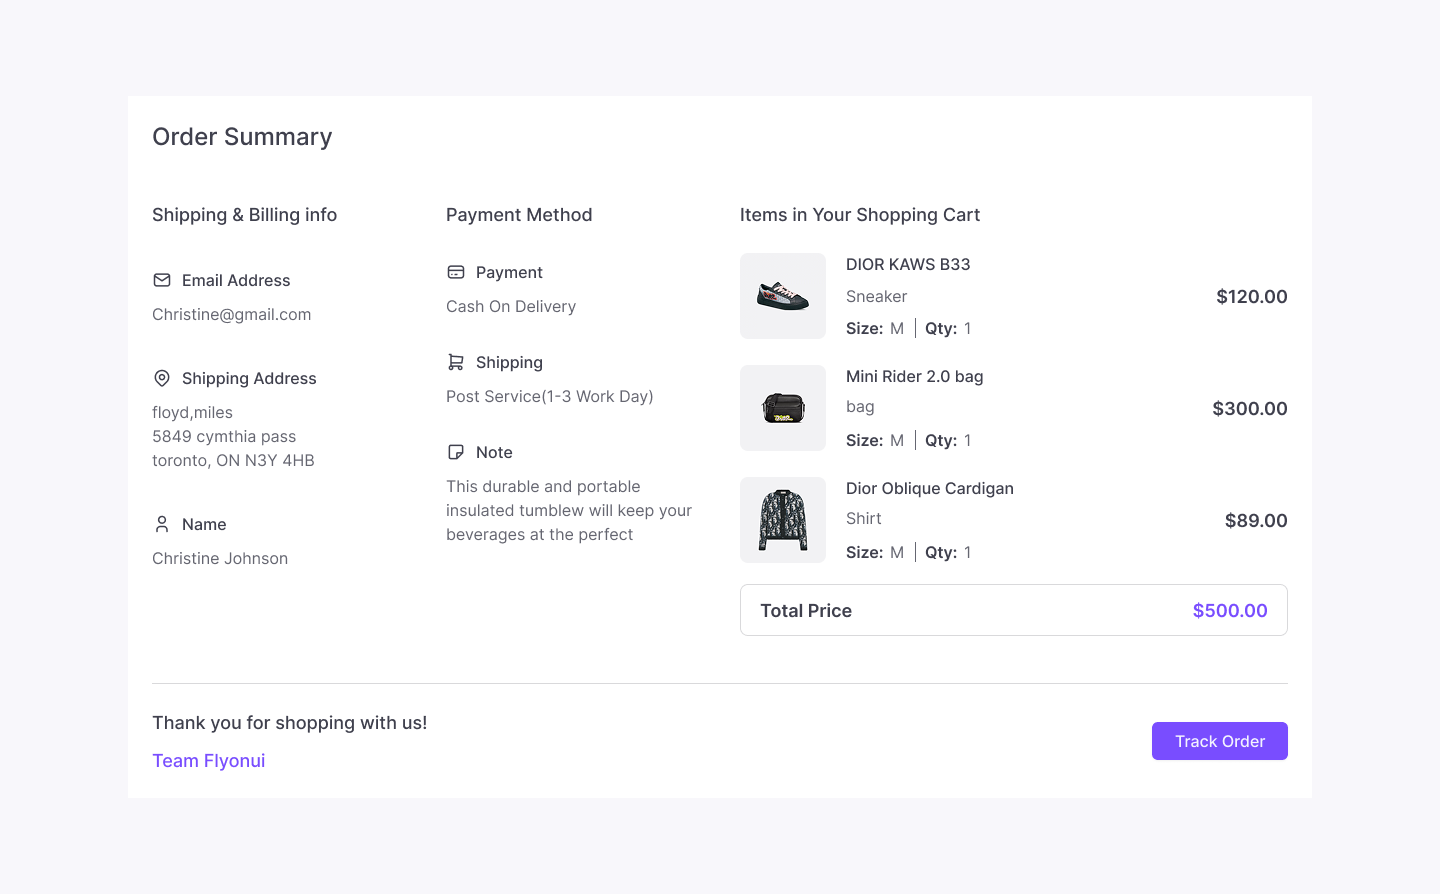 Order Summary
Shipping & Billing info
Email Address
Christine@gmail.com
Shipping Address
floyd,miles
5849 cymthia pass
toronto, ON N3Y 4HB
Name
Christine Johnson
Payment Method
Payment
Cash On Delivery
Shipping
Post Service(1-3 Work Day)
Note
This durable and portable
insulated tumblew will keep your
beverages at the perfect
Items in Your Shopping Cart
DIOR KAWS B33
Sneaker
Size: M | Qty: 1
$120.00
Mini Rider 2.0 bag
bag
Size: M | Qty: 1
$300.00
Dior Oblique Cardigan
Shirt
Size: M | Qty: 1
$89.00
Total Price $500.00
Thank you for shopping with us!
Team Flyonui
Track Order